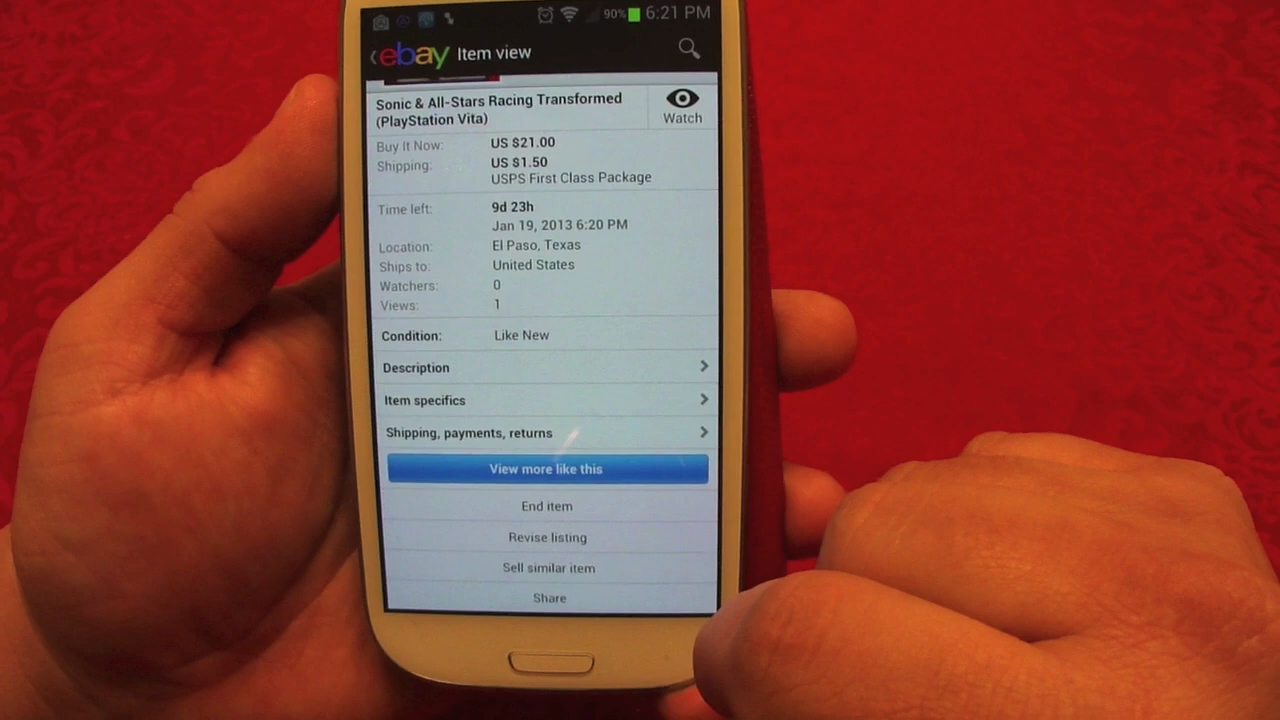 90% 6:21 PM
ebay Item view
Sonic & All-Stars Racing Transformed
(PlayStation Vita)
Watch
Buy It Now: US $21.00
Shipping: US $1.50
USPS First Class Package
Time left: 9d 23h
Jan 19, 2013 6:20 PM
Location: El Paso, Texas
Ships to: United States
Watchers: 0
Views: 1
Condition: Like New
Description
Item specifics
Shipping, payments, returns
View more like this
End item
Revise listing
Sell similar item
Share